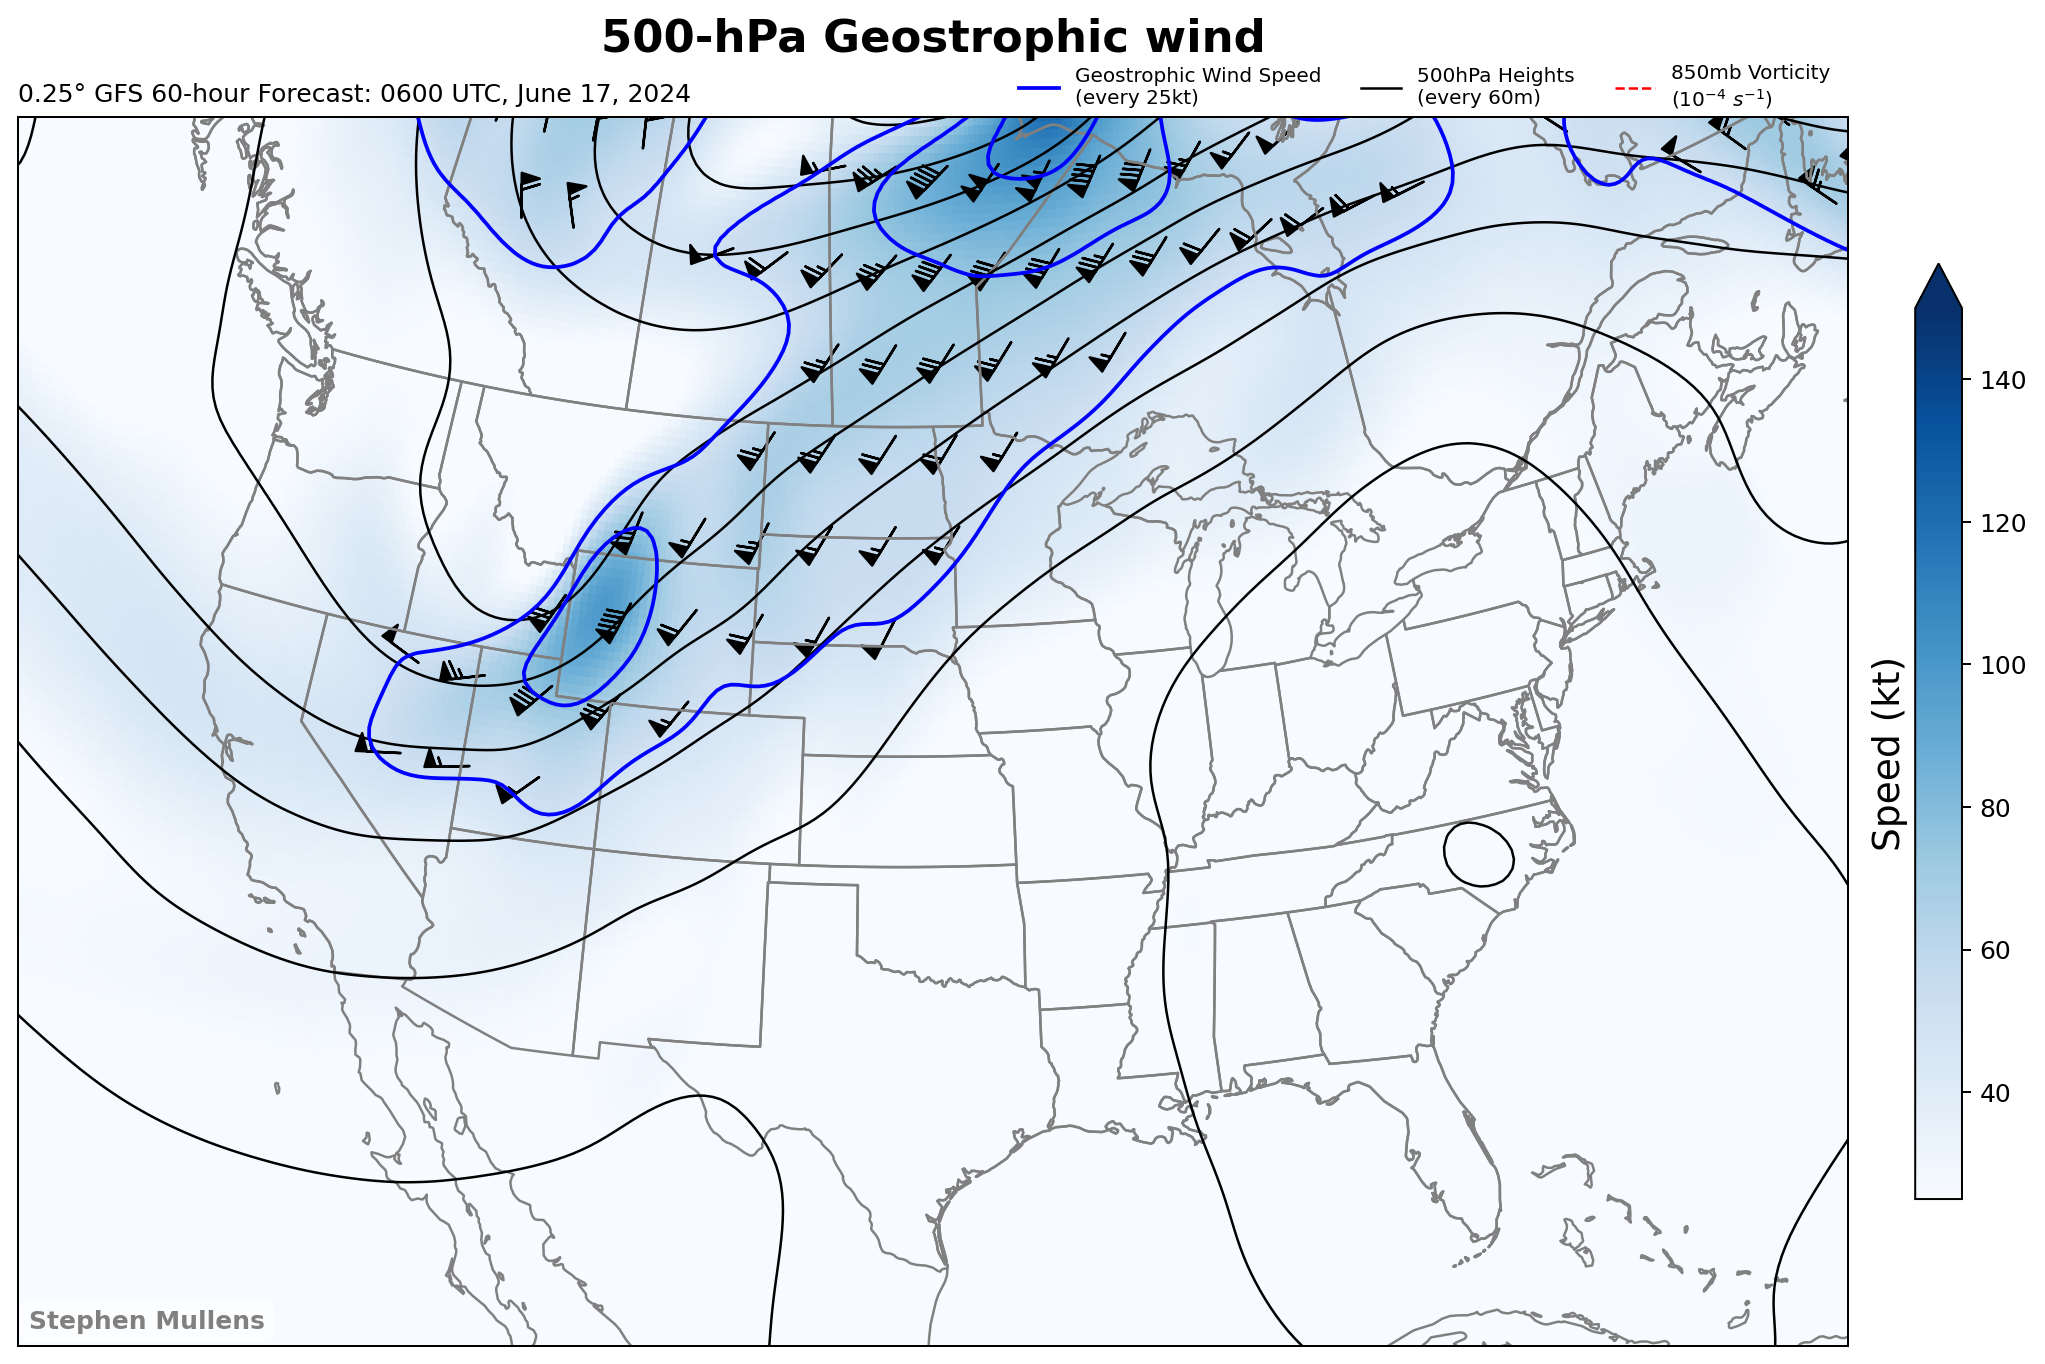 500-hPa Geostrophic wind
0.25° GFS 60-hour Forecast: 0600 UTC, June 17, 2024
Geostrophic Wind Speed
(every 25kt)
500hPa Heights
(every 60m)
850mb Vorticity
(10⁻⁴ s⁻¹)
140
120
100
80
60
40
Speed (kt)
Stephen Mullens